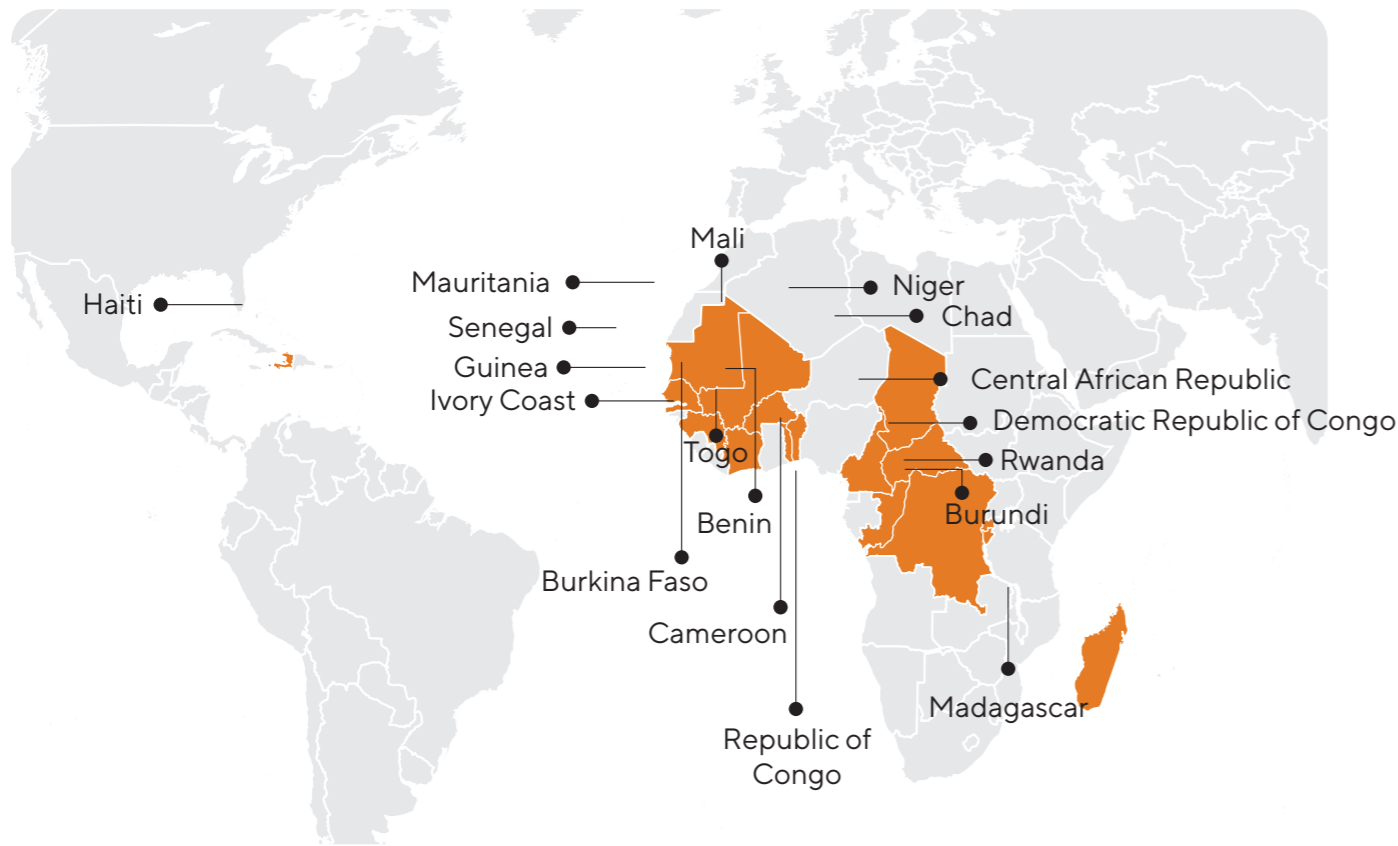 Mali
Mauritania
Niger
Haiti
Chad
Senegal
Guinea
Central African Republic
Ivory Coast
Democratic Republic of Congo
Togo
Rwanda
Benin
Burundi
Burkina Faso
Cameroon
Madagascar
Republic of
Congo